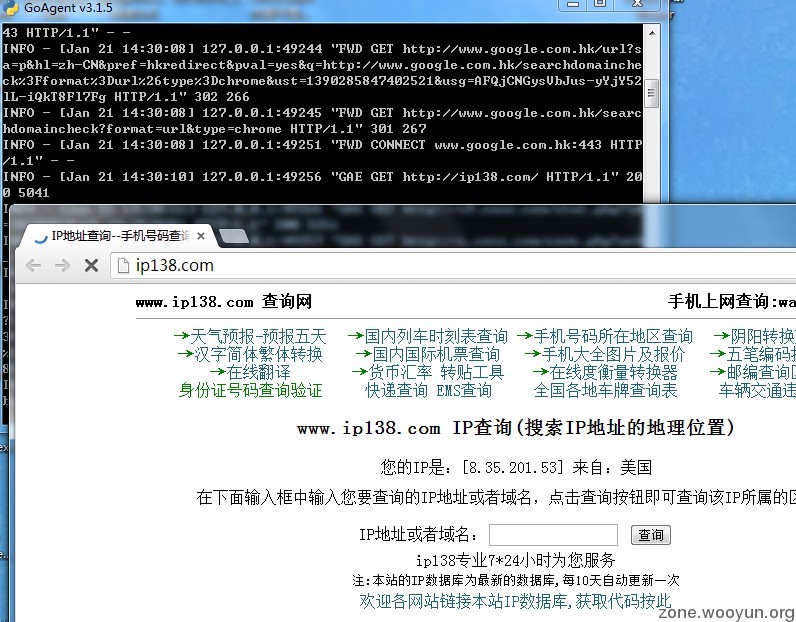 GoAgent v3.1.5
43 HTTP/1.1" - -
INFO - [Jan 21 14:30:08] 127.0.0.1:49244 "FWD GET http://www.google.com.hk/url?s
a=p&hl=zh-CN&pref=hkredirect&pval=yes&q=http://www.google.com.hk/searchdomainche
ck%3Fformat%3Durl%26type%3Dchrome&ust=1390285847402521&usg=AFQjCNGysVbJus-yYjY52
lL-iQkT8Fl7Fg HTTP/1.1" 302 266
INFO - [Jan 21 14:30:08] 127.0.0.1:49245 "FWD GET http://www.google.com.hk/searc
hdomaincheck?format=url&type=chrome HTTP/1.1" 301 267
INFO - [Jan 21 14:30:08] 127.0.0.1:49251 "FWD CONNECT www.google.com.hk:443 HTTP
/1.1" - -
INFO - [Jan 21 14:30:10] 127.0.0.1:49256 "GAE GET http://ip138.com/ HTTP/1.1" 20
0 5041
IP地址查询--手机号码查询
ip138.com
www.ip138.com 查询网 手机上网查询:wa
→天气预报-预报五天 →国内列车时刻表查询 →手机号码所在地区查询 →阴阳转换
→汉字简体繁体转换 →国内国际机票查询 →手机大全图片及报价 →五笔编码
→在线翻译 →货币汇率 转贴工具 →在线度衡量转换器 →邮编查询
身份证号码查询验证 快递查询 EMS查询 全国各地车牌查询表 车辆交通违
www.ip138.com IP查询(搜索IP地址的地理位置)
您的IP是：[8.35.201.53] 来自：美国
在下面输入框中输入您要查询的IP地址或者域名，点击查询按钮即可查询该IP所属的区
IP地址或者域名： 查询
ip138专业7*24小时为您服务
注:本站的IP数据库为最新的数据库,每10天自动更新一次
欢迎各网站链接本站IP数据库,获取代码按此
zone.wooyun.org